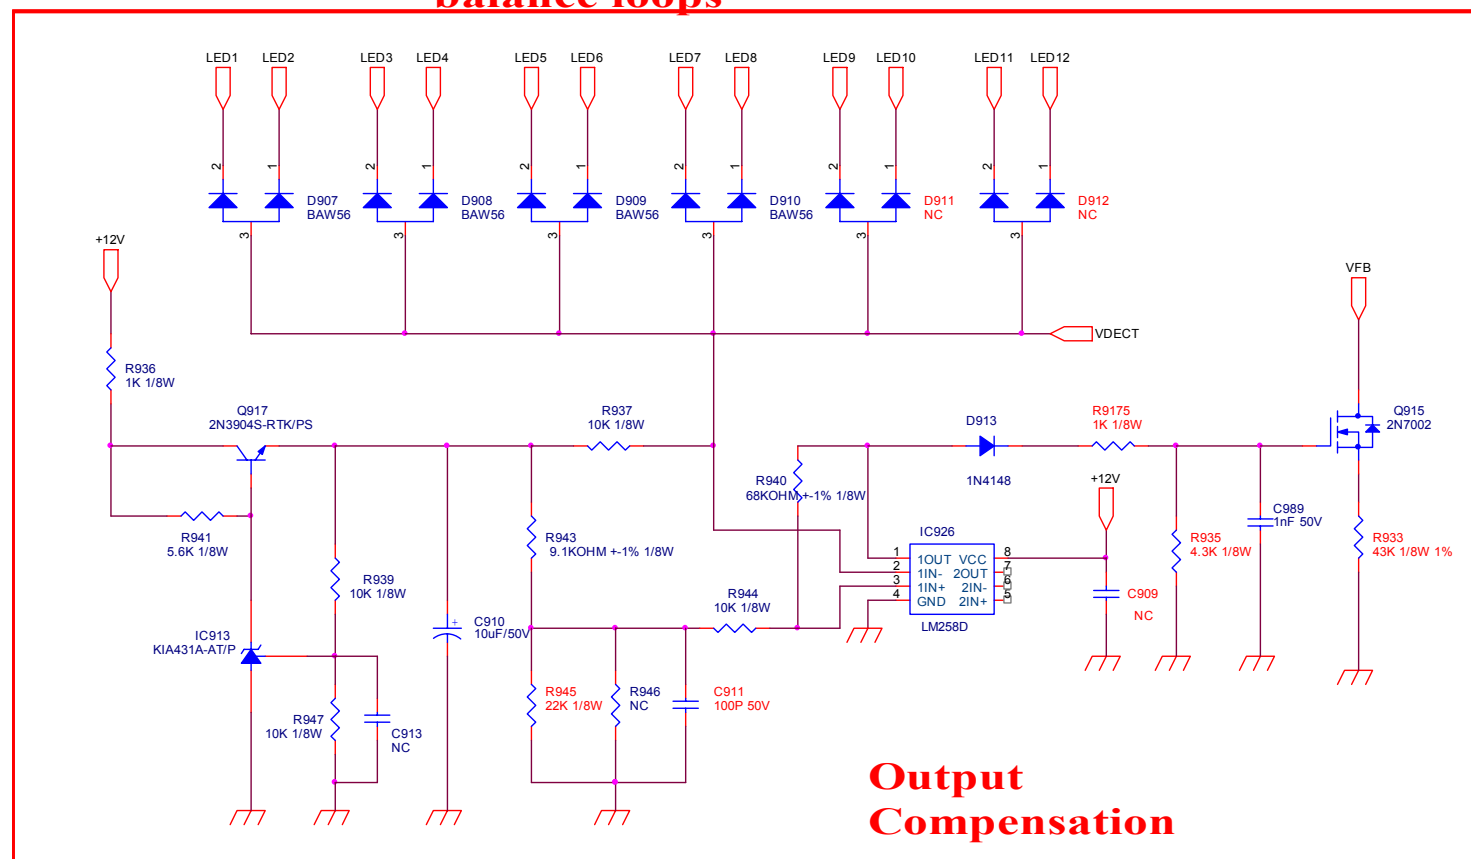 balance loops
LED1
LED2
LED3
LED4
LED5
LED6
LED7
LED8
LED9
LED10
LED11
LED12
2
1
2
1
2
1
2
1
2
1
2
1
D907
BAW56
D908
BAW56
D909
BAW56
D910
BAW56
D911
NC
D912
NC
3
3
3
3
3
3
+12V
VFB
VDECT
R936
1K 1/8W
Q917
2N3904S-RTK/PS
R937
10K 1/8W
D913
1N4148
R9175
1K 1/8W
Q915
2N7002
R940
68KOHM +-1% 1/8W
+12V
R941
5.6K 1/8W
R943
9.1KOHM +-1% 1/8W
IC926
1 1OUT VCC 8
2 1IN- 2OUT 7
3 1IN+ 2IN- 6
4 GND 2IN+ 5
LM258D
C989
1nF 50V
R935
4.3K 1/8W
R933
43K 1/8W 1%
R939
10K 1/8W
R944
10K 1/8W
C909
NC
C910
+
10uF/50V
IC913
KIA431A-AT/P
R945
22K 1/8W
R946
NC
C911
100P 50V
R947
10K 1/8W
C913
NC
Output
Compensation